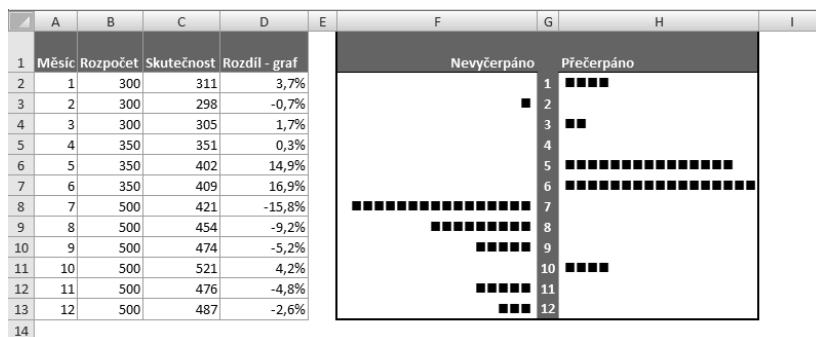 A B C D E F G H I
1 Měsíc Rozpočet Skutečnost Rozdíl - graf Nevyčerpáno Přečerpáno
2 1 300 311 3,7% 1
3 2 300 298 -0,7% 2
4 3 300 305 1,7% 3
5 4 350 351 0,3% 4
6 5 350 402 14,9% 5
7 6 350 409 16,9% 6
8 7 500 421 -15,8% 7
9 8 500 454 -9,2% 8
10 9 500 474 -5,2% 9
11 10 500 521 4,2% 10
12 11 500 476 -4,8% 11
13 12 500 487 -2,6% 12
14